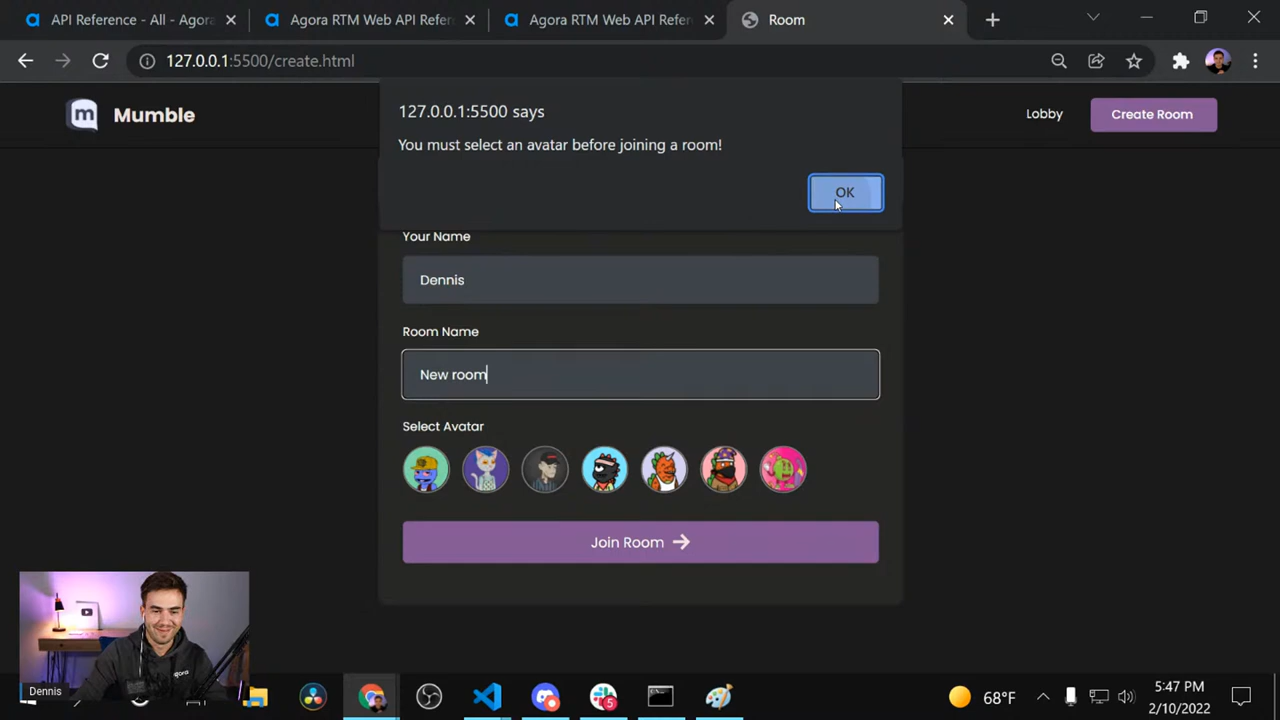 API Reference - All - Agora
Agora RTM Web API Refer
Agora RTM Web API Refer
Room
127.0.0.1:5500/create.html
m
Mumble
Lobby
Create Room
127.0.0.1:5500 says
You must select an avatar before joining a room!
OK
Your Name
Dennis
Room Name
New room
Select Avatar
Join Room
agora
Dennis
5
68°F
5:47 PM
2/10/2022